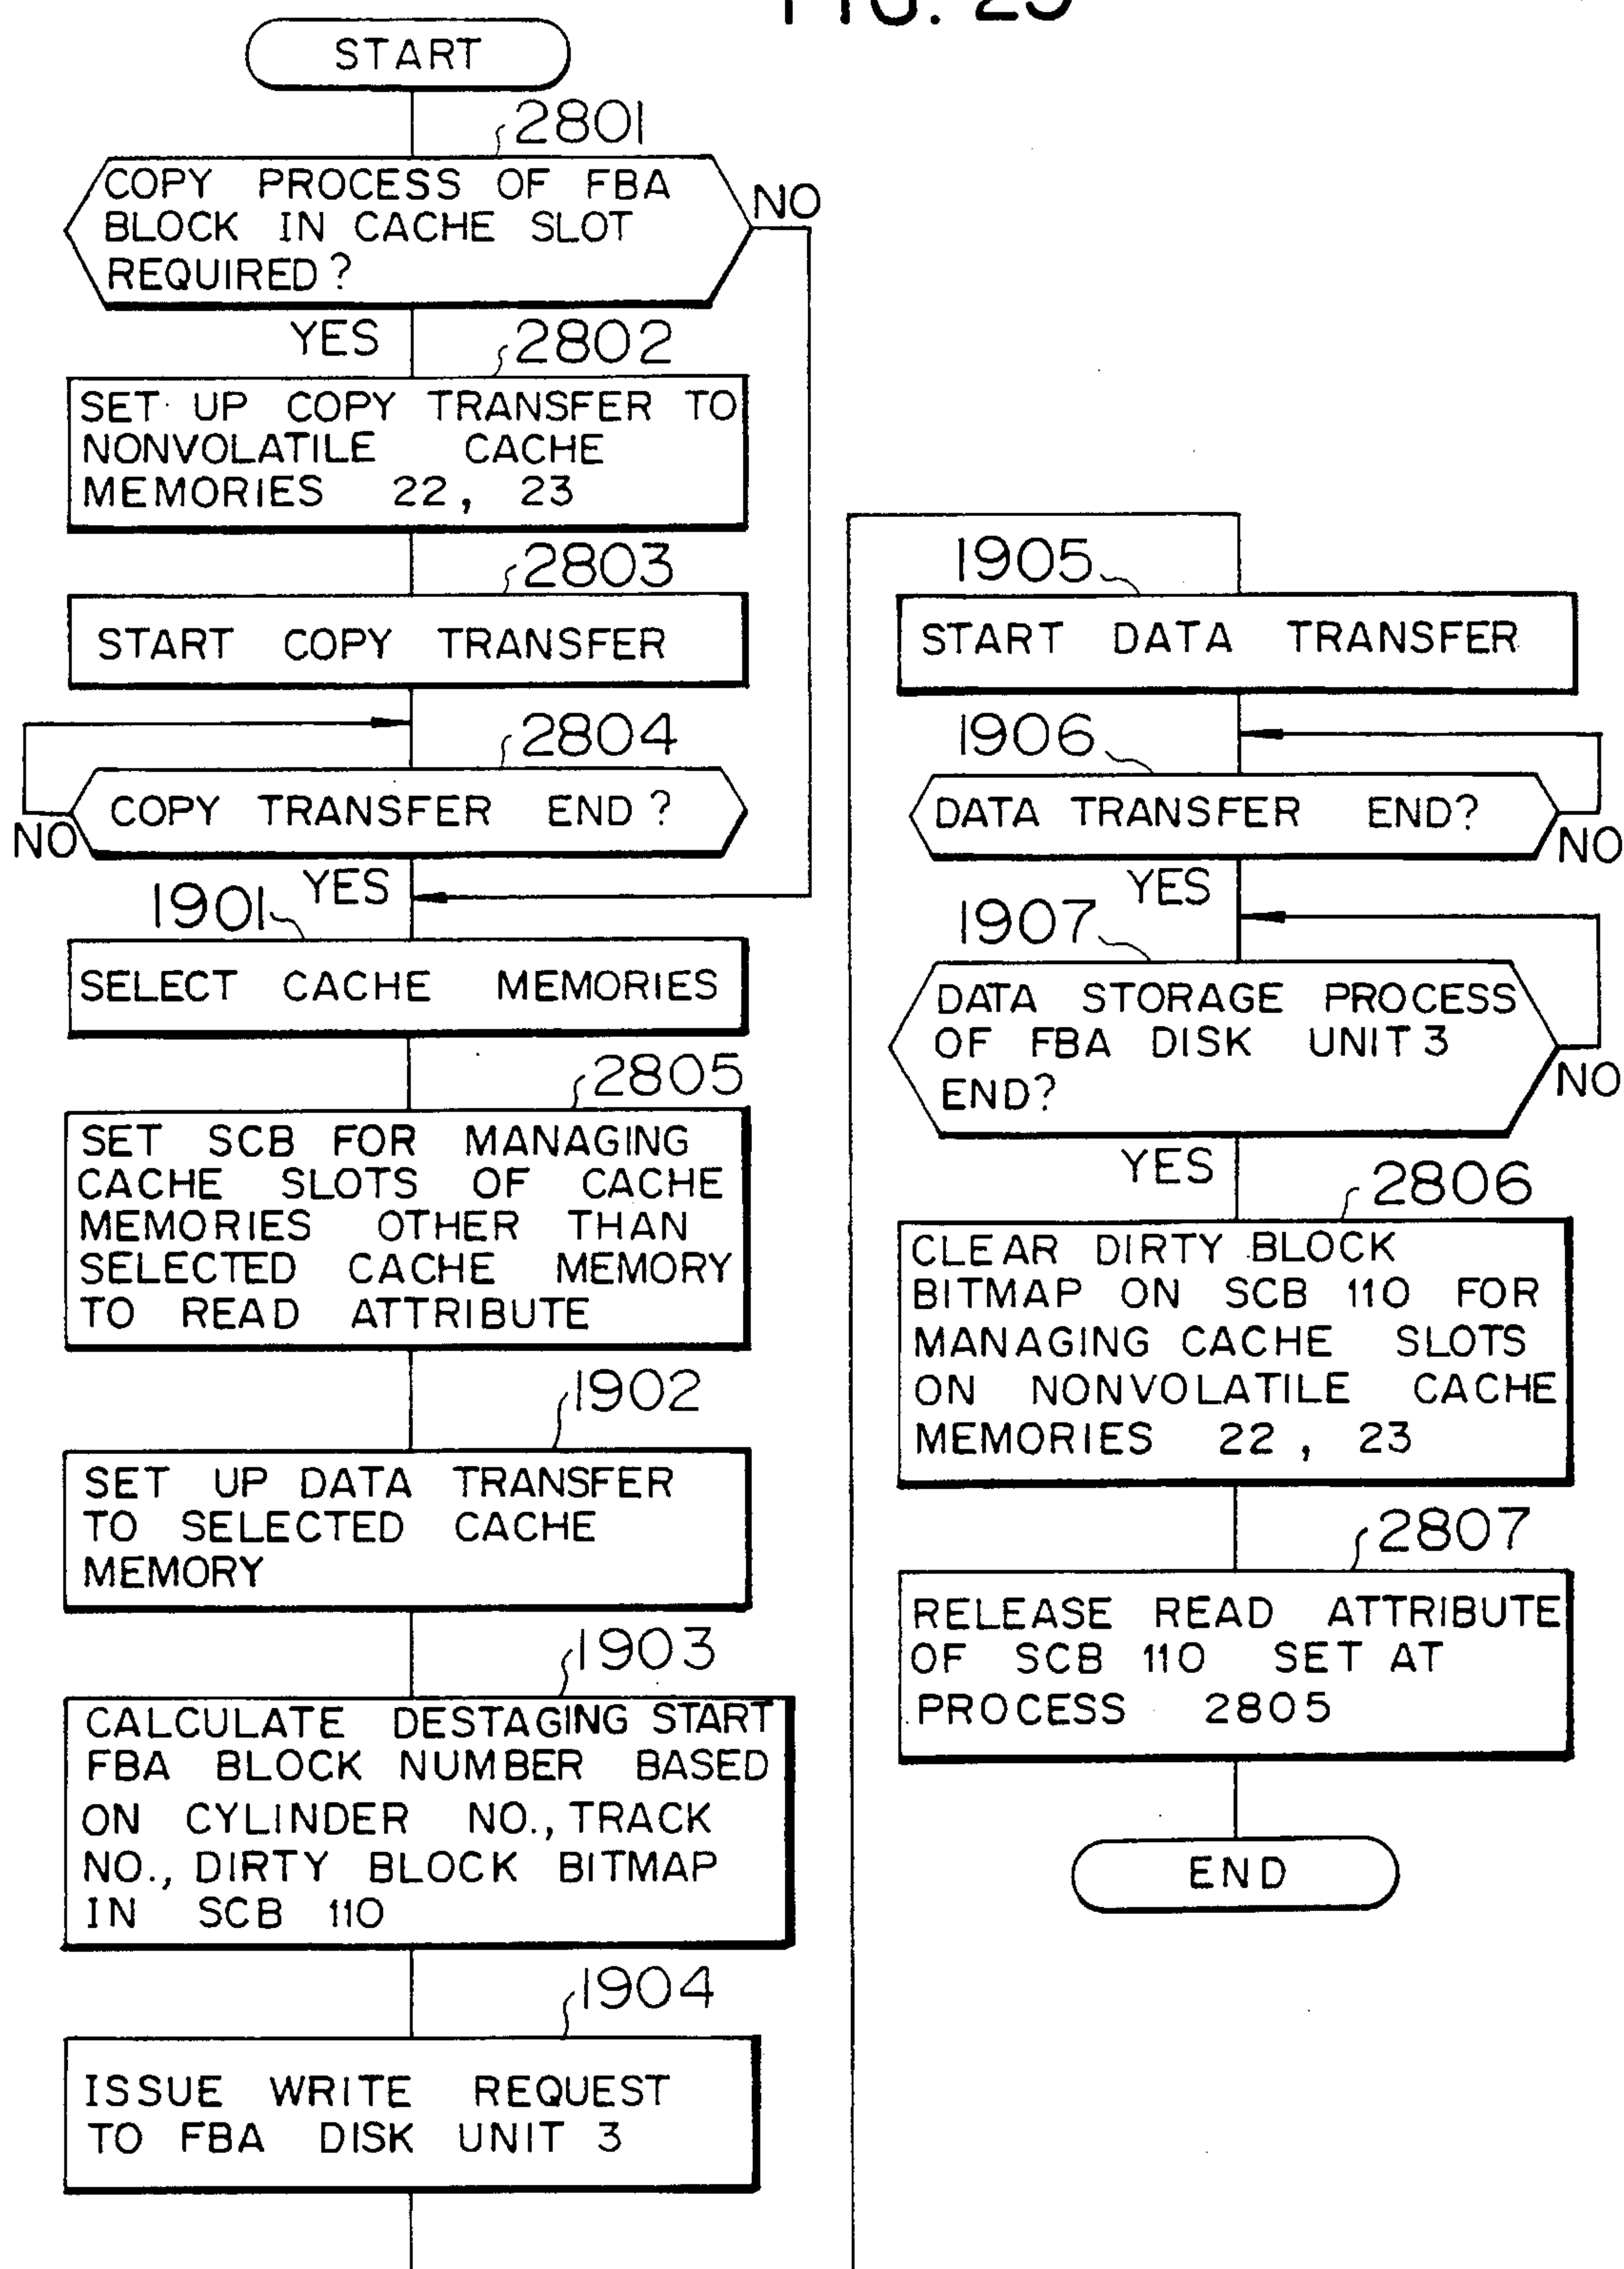 FIG. 29
START
2801
COPY PROCESS OF FBA
BLOCK IN CACHE SLOT
REQUIRED?
NO
YES
2802
SET UP COPY TRANSFER TO
NONVOLATILE CACHE
MEMORIES 22, 23
2803
START COPY TRANSFER
2804
COPY TRANSFER END?
NO
YES
1901
SELECT CACHE MEMORIES
2805
SET SCB FOR MANAGING
CACHE SLOTS OF CACHE
MEMORIES OTHER THAN
SELECTED CACHE MEMORY
TO READ ATTRIBUTE
1902
SET UP DATA TRANSFER
TO SELECTED CACHE
MEMORY
1903
CALCULATE DESTAGING START
FBA BLOCK NUMBER BASED
ON CYLINDER NO., TRACK
NO., DIRTY BLOCK BITMAP
IN SCB 110
1904
ISSUE WRITE REQUEST
TO FBA DISK UNIT 3
1905
START DATA TRANSFER
1906
DATA TRANSFER END?
NO
YES
1907
DATA STORAGE PROCESS
OF FBA DISK UNIT 3
END?
NO
YES
2806
CLEAR DIRTY BLOCK
BITMAP ON SCB 110 FOR
MANAGING CACHE SLOTS
ON NONVOLATILE CACHE
MEMORIES 22, 23
2807
RELEASE READ ATTRIBUTE
OF SCB 110 SET AT
PROCESS 2805
END